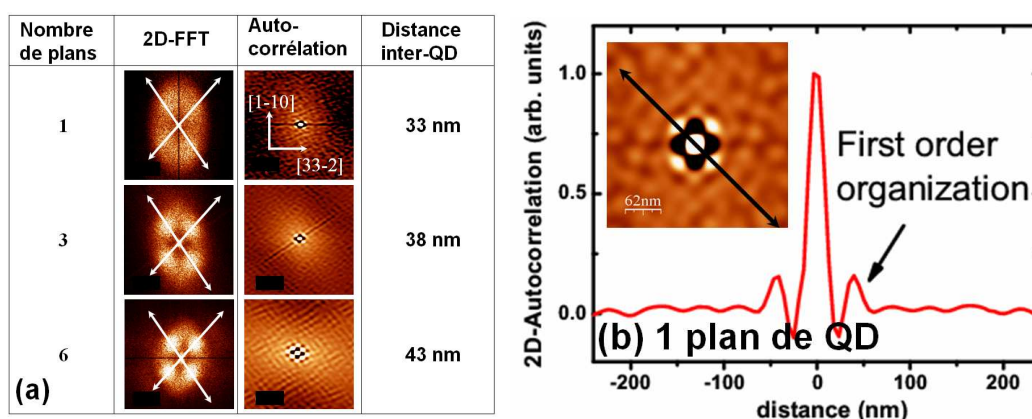 Nombre
de plans
2D-FFT
Auto-
corrélation
Distance
inter-QD
1
[1-10]
[33-2]
33 nm
3
38 nm
6
43 nm
(a)
2D-Autocorrelation (arb. units)
1.0
0.5
0.0
62nm
First order
organization
(b) 1 plan de QD
-200
-100
0
100
200
distance (nm)